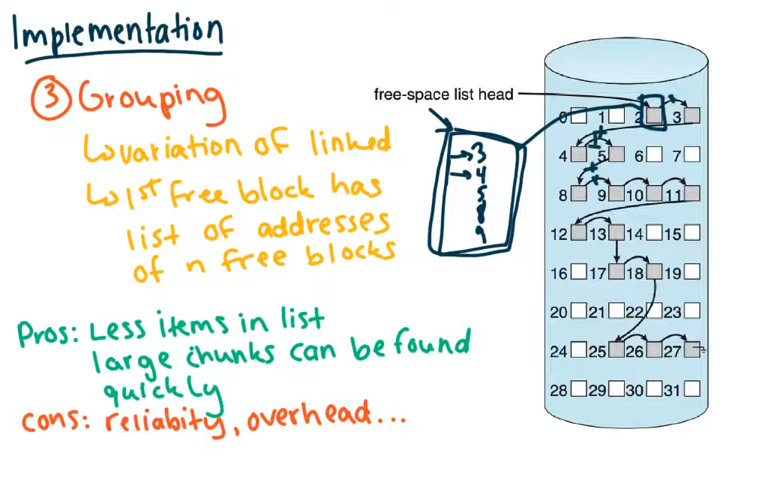 Implementation
③ Grouping
↳ variation of linked
↳ 1st free block has
list of addresses
of n free blocks
Pros: Less items in list
large chunks can be found
quickly
Cons: reliabity, overhead...
free-space list head
→ 3
→ 4
5
8
9
0 1 2 3
4 5 6 7
8 9 10 11
12 13 14 15
16 17 18 19
20 21 22 23
24 25 26 27
28 29 30 31